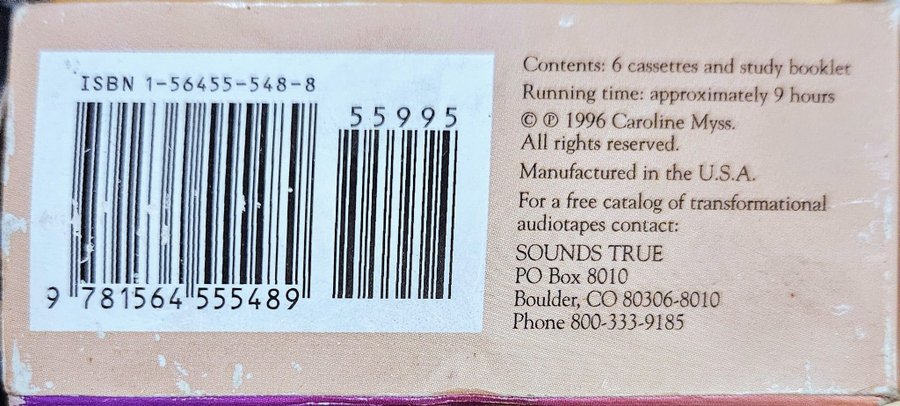 ISBN 1-56455-548-8
55995
9 781564 555489
Contents: 6 cassettes and study booklet
Running time: approximately 9 hours
© ℗ 1996 Caroline Myss.
All rights reserved.
Manufactured in the U.S.A.
For a free catalog of transformational
audiotapes contact:
SOUNDS TRUE
PO Box 8010
Boulder, CO 80306-8010
Phone 800-333-9185